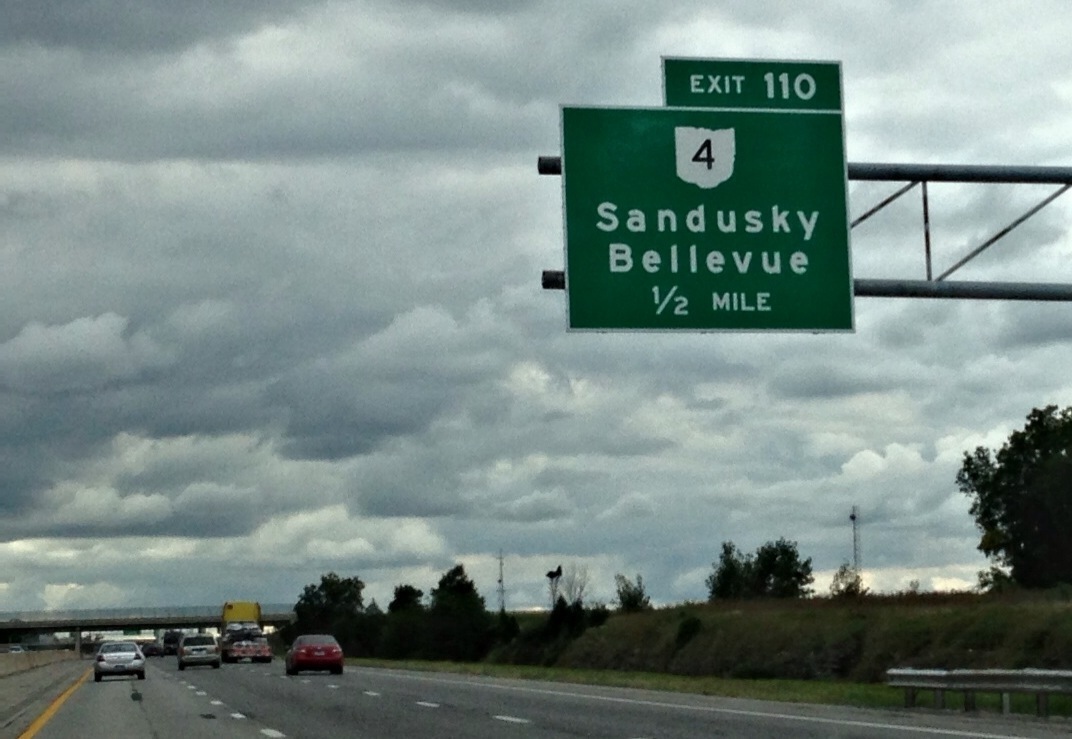 EXIT 110
4
Sandusky
Bellevue
1/2 MILE